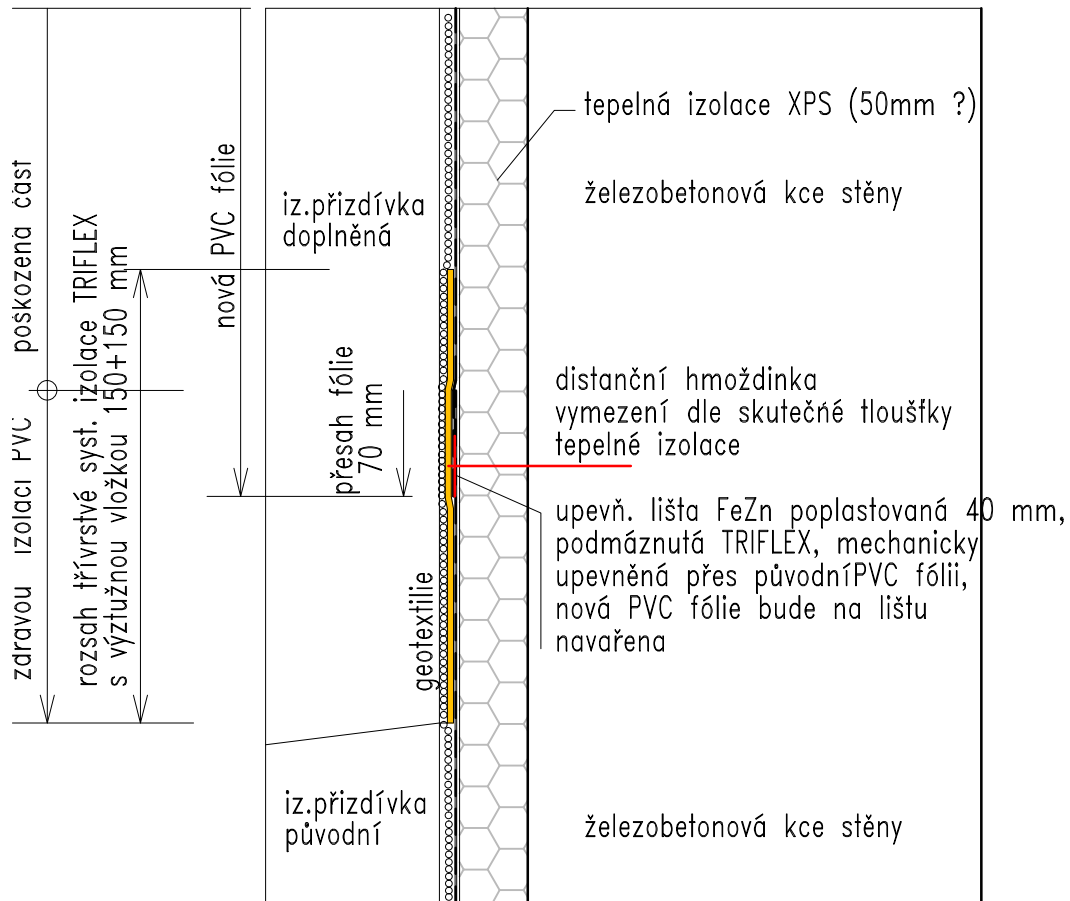 tepelná izolace XPS (50mm ?)
železobetonová kce stěny
iz.přizdívka
doplněná
poškozená část
zdravou izolaci PVC
rozsah třívrstvé syst. izolace TRIFLEX
s výztužnou vložkou 150+150 mm
nová PVC fólie
přesah fólie
70 mm
distanční hmoždinka
vymezení dle skutečné tloušťky
tepelné izolace
upevň. lišta FeZn poplastovaná 40 mm,
podmáznutá TRIFLEX, mechanicky
upevněná přes původníPVC fólii,
nová PVC fólie bude na lištu
navařena
geotextilie
iz.přizdívka
původní
železobetonová kce stěny